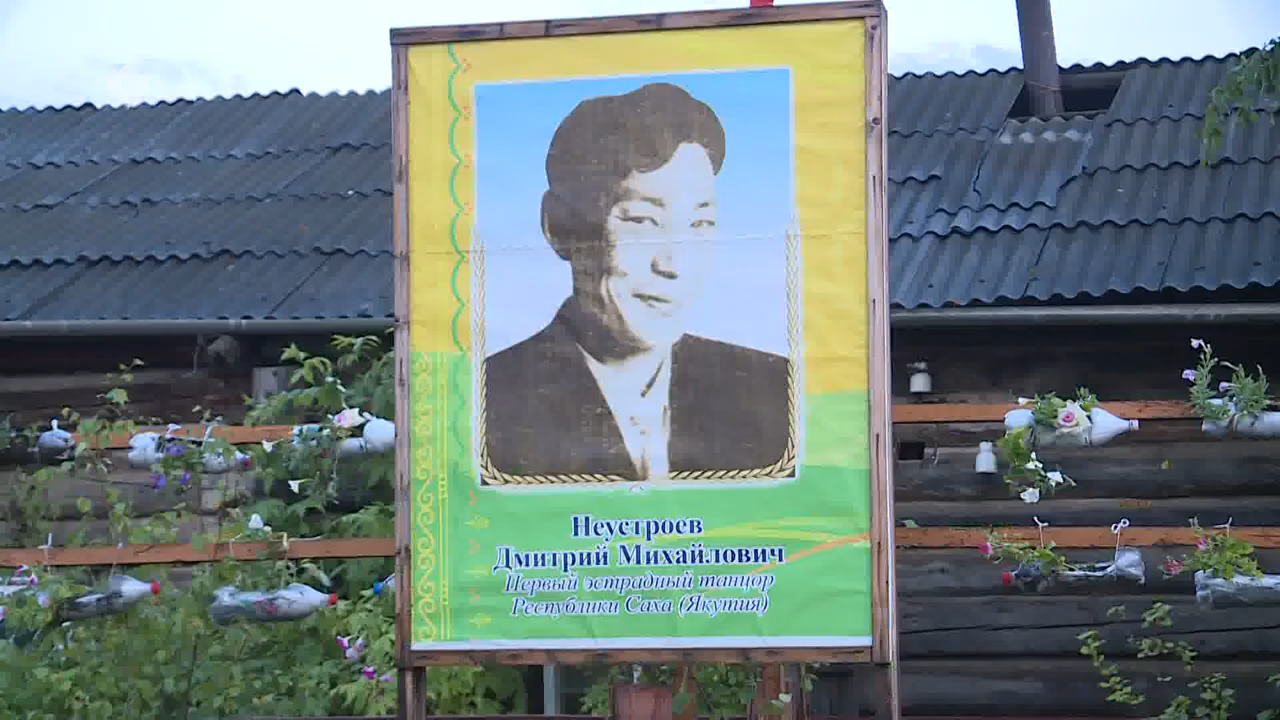 Неустроев
Дмитрий Михайлович
Первый эстрадный танцор
Республики Саха (Якутия)